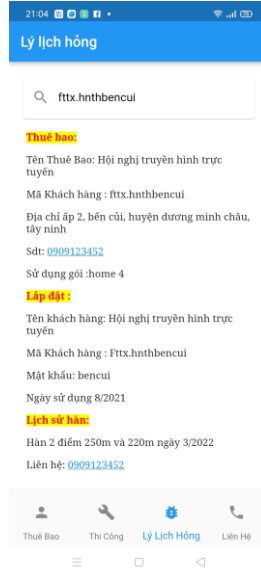 21:04
Lý lịch hỏng
fttx.hnthbencui
Thuê bao:
Tên Thuê Bao: Hội nghị truyền hình trực
tuyến
Mã Khách hàng : fttx.hnthbencui
Địa chỉ ấp 2, bến củi, huyện dương minh châu,
tây ninh
Sdt: 0909123452
Sử dụng gói :home 4
Lắp đặt :
Tên khách hàng: Hội nghị truyền hình trực
tuyến
Mã Khách hàng : Fttx.hnthbencui
Mật khẩu: bencui
Ngày sử dụng 8/2021
Lịch sử hàn:
Hàn 2 điểm 250m và 220m ngày 3/2022
Liên hệ: 0909123452
Thuê Bao Thi Công Lý Lịch Hỏng Liên Hệ